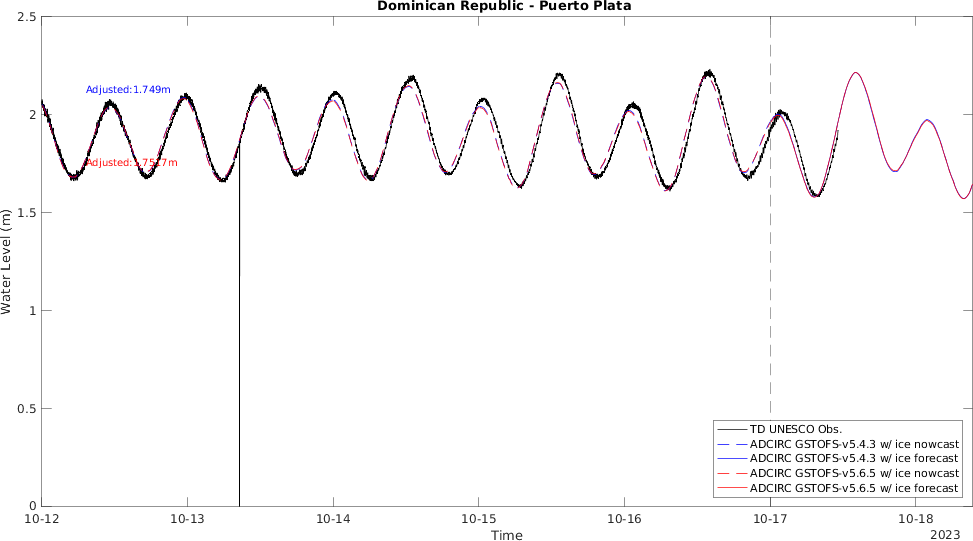 Dominican Republic - Puerto Plata
2.5
2
1.5
1
0.5
0
Water Level (m)
Adjusted:1.749m
Adjusted:1.7517m
10-12
10-13
10-14
10-15
10-16
10-17
10-18
Time
2023
TD UNESCO Obs.
ADCIRC GSTOFS-v5.4.3 w/ ice nowcast
ADCIRC GSTOFS-v5.4.3 w/ ice forecast
ADCIRC GSTOFS-v5.6.5 w/ ice nowcast
ADCIRC GSTOFS-v5.6.5 w/ ice forecast